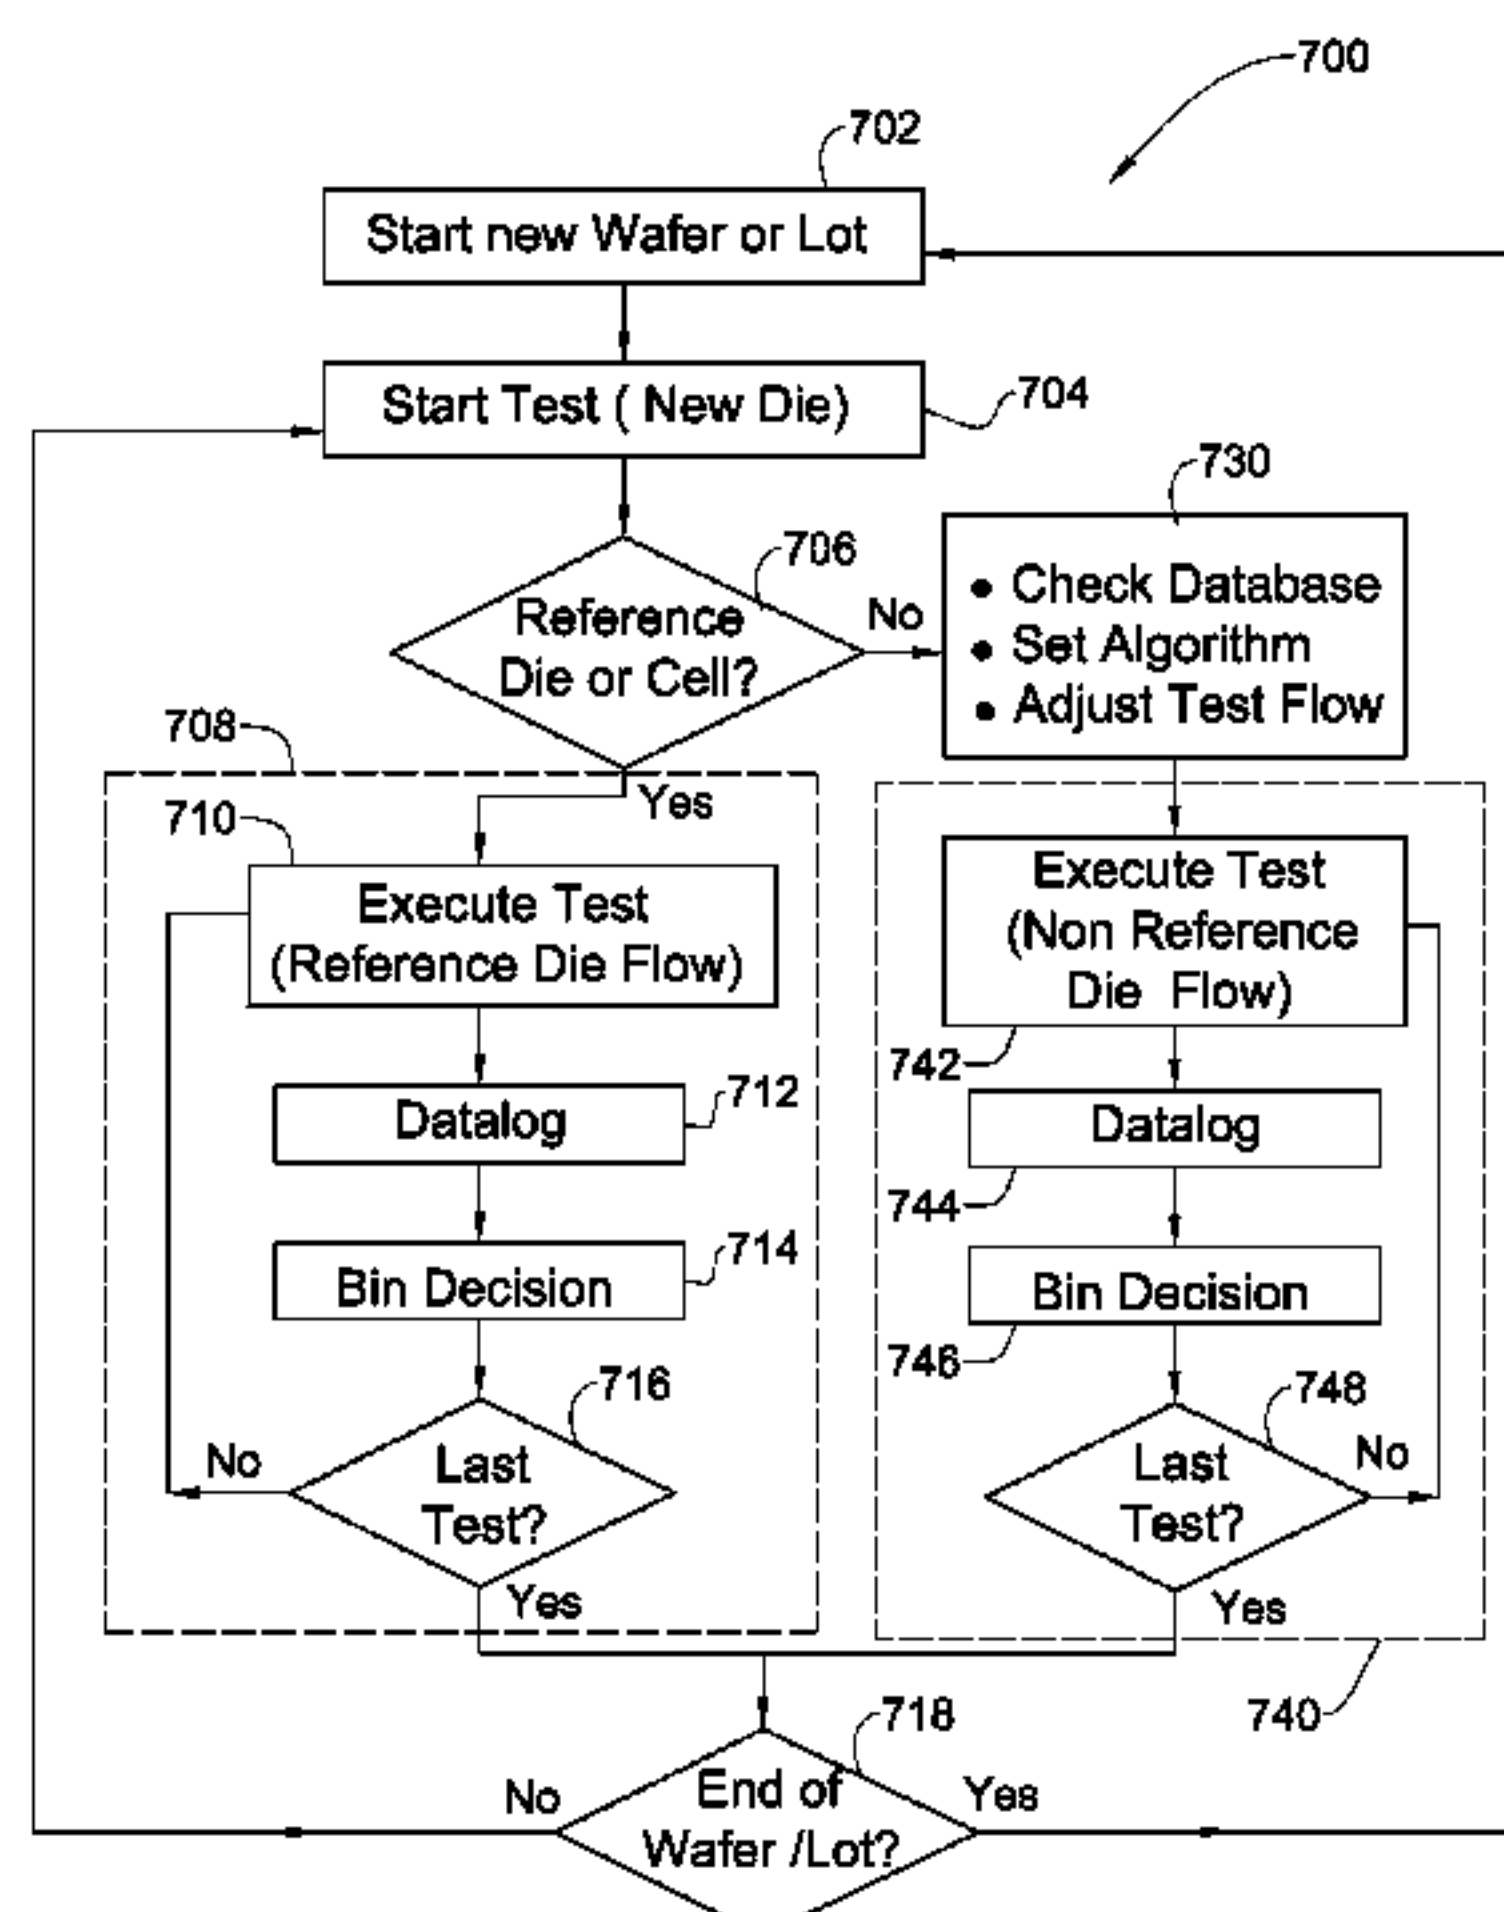 700
702
Start new Wafer or Lot
Start Test ( New Die)
704
730
706
Reference
Die or Cell?
No
• Check Database
• Set Algorithm
• Adjust Test Flow
708
Yes
710
Execute Test
(Reference Die Flow)
Execute Test
(Non Reference
Die Flow)
742
712
Datalog
Datalog
744
714
Bin Decision
Bin Decision
746
716
748
No
Last
Test?
Yes
Last
Test?
No
Yes
740
718
No
End of
Wafer /Lot?
Yes